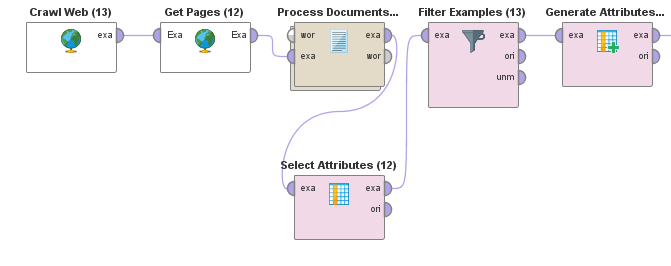 Crawl Web (13)
Get Pages (12)
Process Documents...
Filter Examples (13)
Generate Attributes...
exa
Exa Exa
wor exa
exa wor
exa exa
ori
unm
exa exa
ori
Select Attributes (12)
exa exa
ori